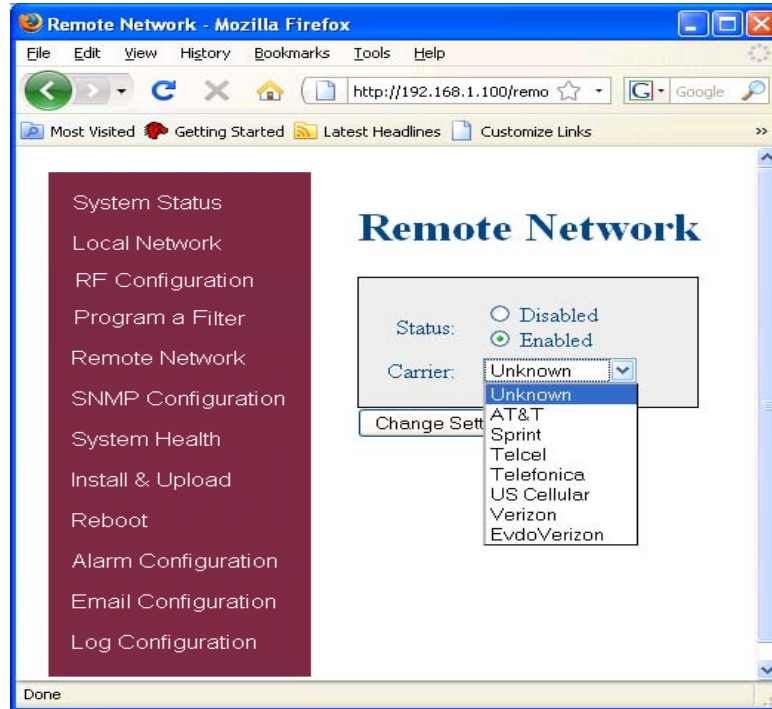 Remote Network - Mozilla Firefox
File Edit View History Bookmarks Tools Help
http://192.168.1.100/remo
G Google
Most Visited Getting Started Latest Headlines Customize Links »
System Status
Local Network
RF Configuration
Program a Filter
Remote Network
SNMP Configuration
System Health
Install & Upload
Reboot
Alarm Configuration
Email Configuration
Log Configuration
Remote Network
Status: Disabled
Enabled
Carrier: Unknown
Unknown
AT&T
Sprint
Telcel
Telefonica
US Cellular
Verizon
EvdoVerizon
Change Sett
Done